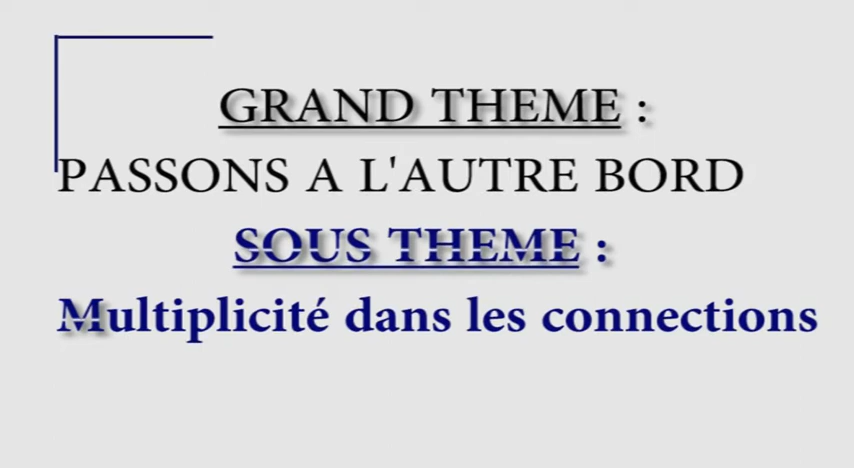 GRAND THEME :
PASSONS A L'AUTRE BORD
SOUS THEME :
Multiplicité dans les connections